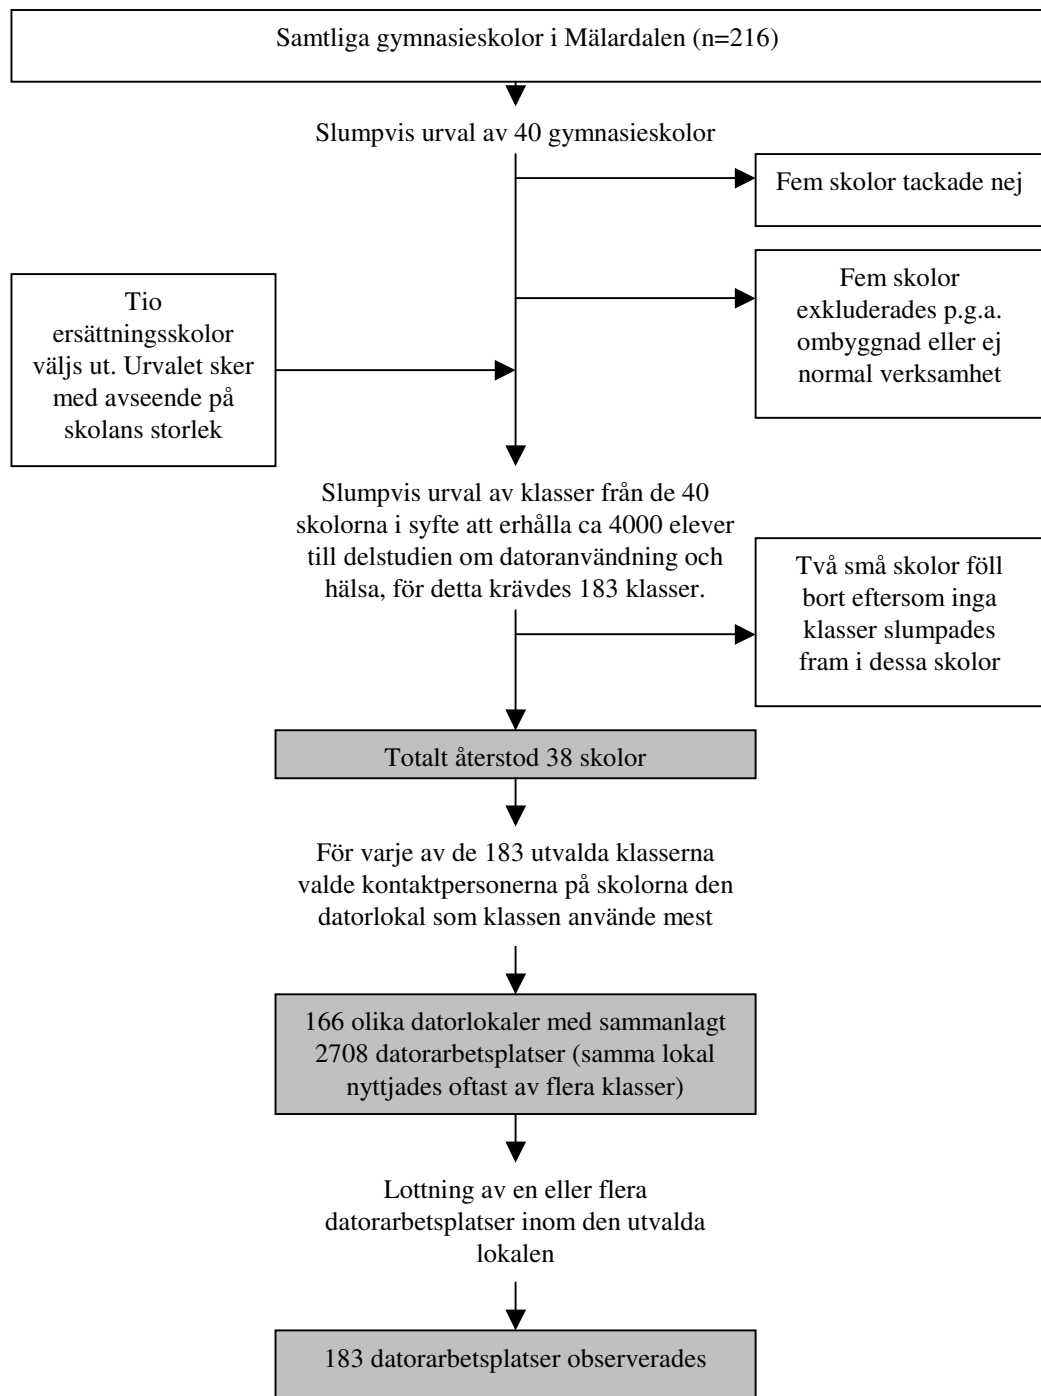 Samtliga gymnasieskolor i Mälardalen (n=216)
Slumpvis urval av 40 gymnasieskolor
Fem skolor tackade nej
Fem skolor
exkluderades p.g.a.
ombyggnad eller ej
normal verksamhet
Tio
ersättningsskolor
väljs ut. Urvalet sker
med avseende på
skolans storlek
Slumpvis urval av klasser från de 40
skolorna i syfte att erhålla ca 4000 elever
till delstudien om datoranvändning och
hälsa, för detta krävdes 183 klasser.
Två små skolor föll
bort eftersom inga
klasser slumpades
fram i dessa skolor
Totalt återstod 38 skolor
För varje av de 183 utvalda klasserna
valde kontaktpersonerna på skolorna den
datorlokal som klassen använde mest
166 olika datorlokaler med sammanlagt
2708 datorarbetsplatser (samma lokal
nyttjades oftast av flera klasser)
Lottning av en eller flera
datorarbetsplatser inom den utvalda
lokalen
183 datorarbetsplatser observerades